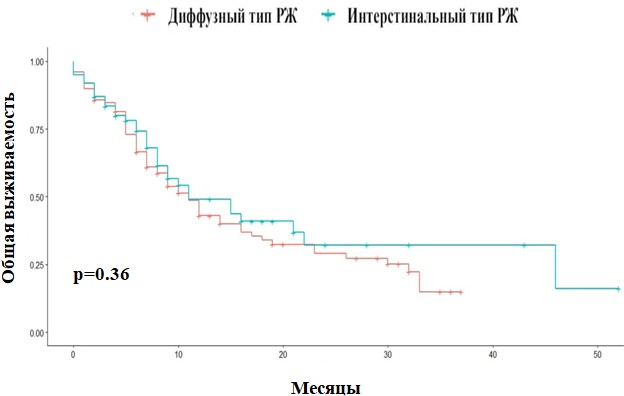 Диффузный тип РЖ Интерстинальный тип РЖ
Общая выживаемость
1.00
0.75
0.50
0.25
0.00
p=0.36
0 10 20 30 40 50
Месяцы